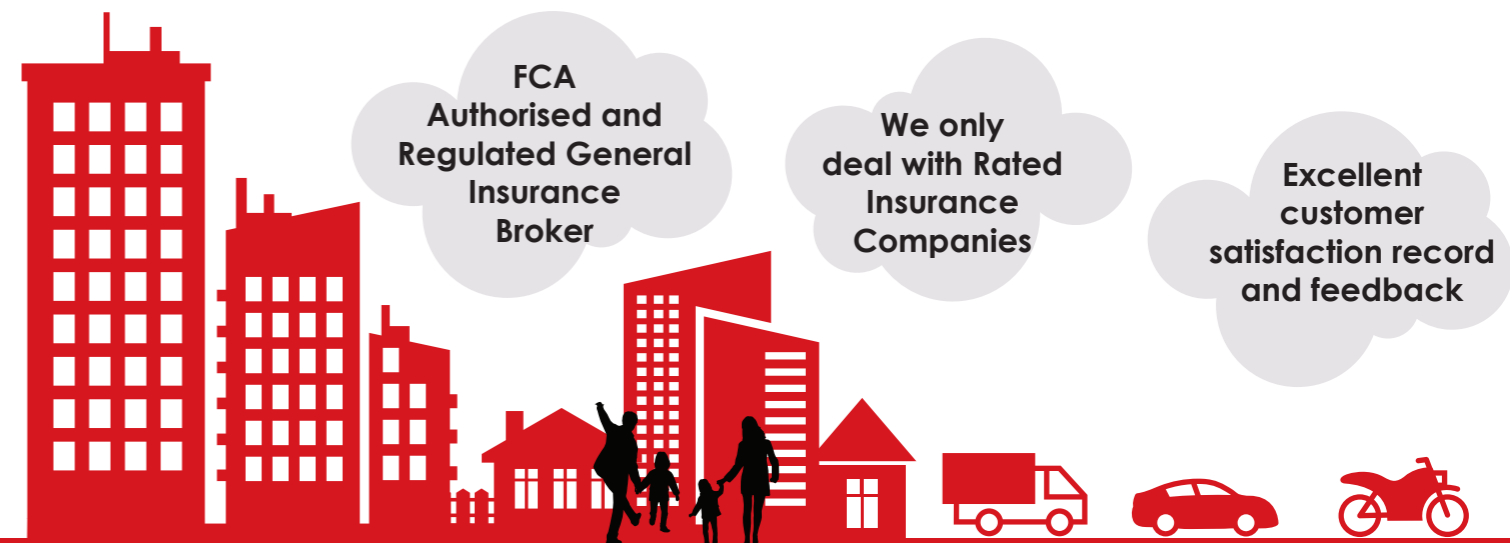 FCA
Authorised and
Regulated General
Insurance
Broker
We only
deal with Rated
Insurance
Companies
Excellent
customer
satisfaction record
and feedback